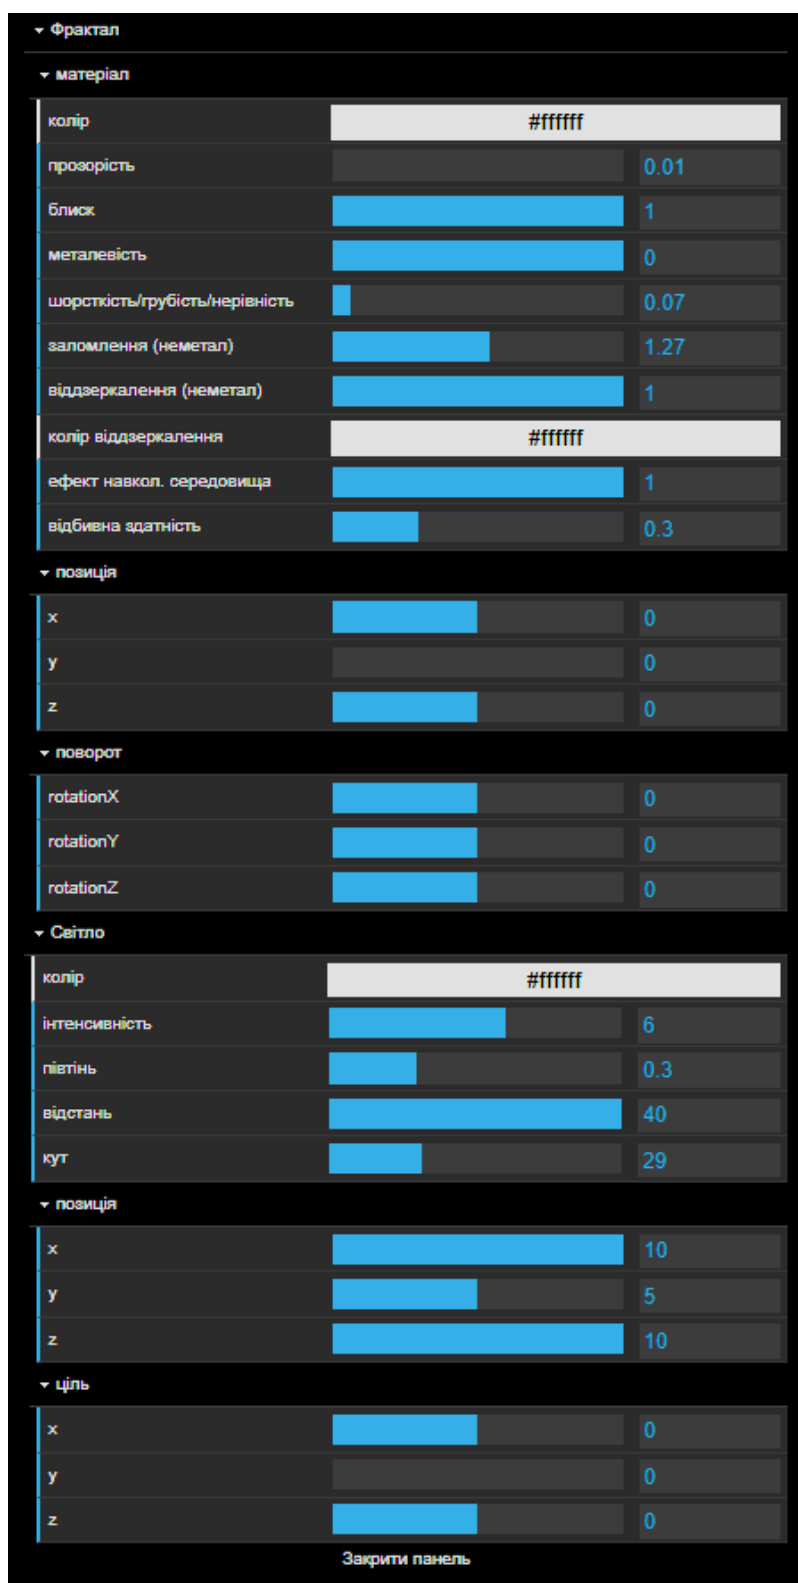 Фрактал
матеріал
колір #ffffff
прозорість 0.01
блиск 1
металевість 0
шорсткість/грубість/нерівність 0.07
заломлення (неметал) 1.27
віддзеркалення (неметал) 1
колір віддзеркалення #ffffff
ефект навкол. середовища 1
відбивна здатність 0.3
позиція
x 0
y 0
z 0
поворот
rotationX 0
rotationY 0
rotationZ 0
Світло
колір #ffffff
інтенсивність 6
півтінь 0.3
відстань 40
кут 29
позиція
x 10
y 5
z 10
ціль
x 0
y 0
z 0
Закрити панель